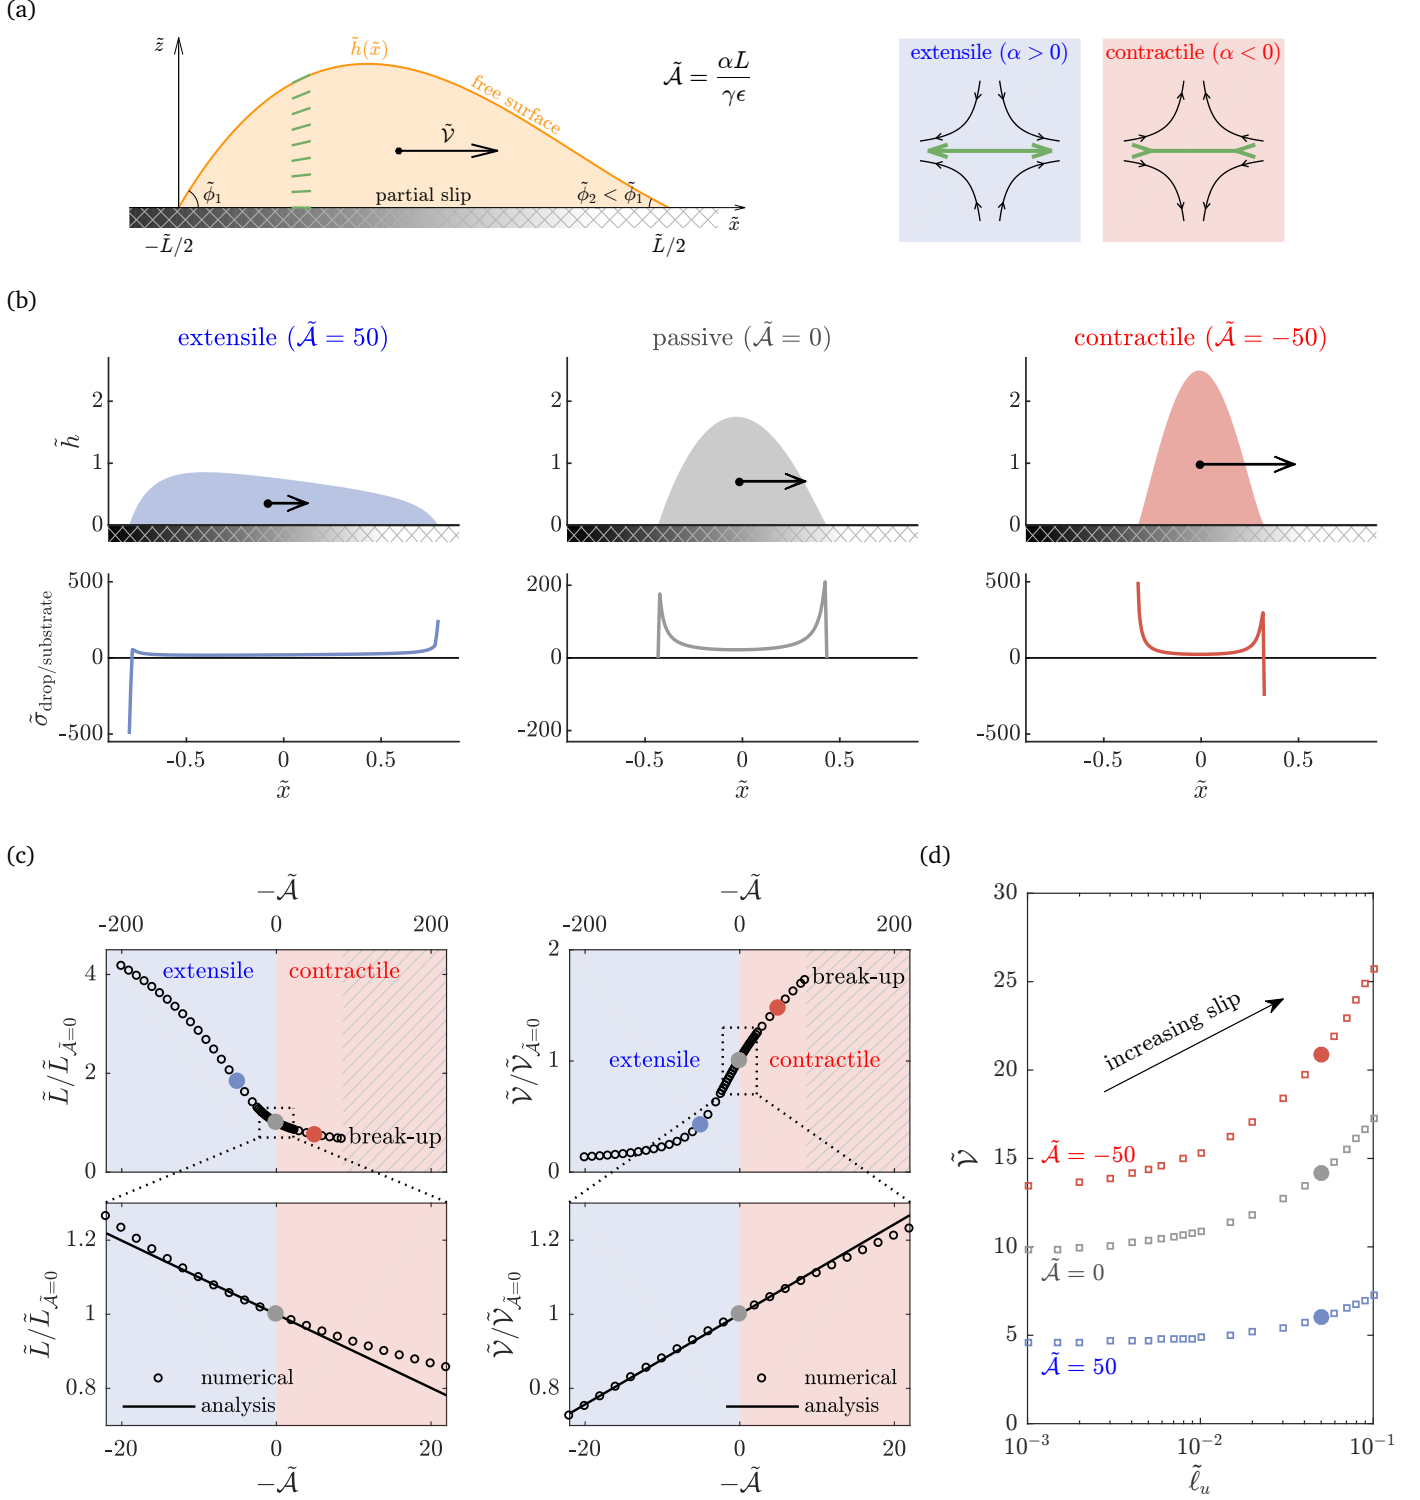 (a)
z̃
h̃(x̃)
free surface
Ṽ
ϕ̃₁
partial slip
ϕ̃₂ < ϕ̃₁
x̃
−L̃/2
L̃/2
Ã = αL/γϵ
extensile (α > 0)
contractile (α < 0)
(b)
extensile (Ã = 50)
passive (Ã = 0)
contractile (Ã = −50)
h̃
2
1
0
2
1
0
2
1
0
σ̃drop/substrate
500
0
-500
200
0
-200
500
0
-500
-0.5 0 0.5
-0.5 0 0.5
-0.5 0 0.5
x̃
x̃
x̃
(c)
−Ã
-200 0 200
L̃/L̃Ã=0
4
2
0
extensile
contractile
break-up
−Ã
-200 0 200
Ṽ/ṼÃ=0
2
1
0
extensile
contractile
break-up
L̃/L̃Ã=0
1.2
1
0.8
numerical
analysis
-20 0 20
−Ã
Ṽ/ṼÃ=0
1.2
1
0.8
numerical
analysis
-20 0 20
−Ã
(d)
Ṽ
30
25
20
15
10
5
0
increasing slip
Ã = −50
Ã = 0
Ã = 50
10⁻³ 10⁻² 10⁻¹
ℓ̃ᵤ